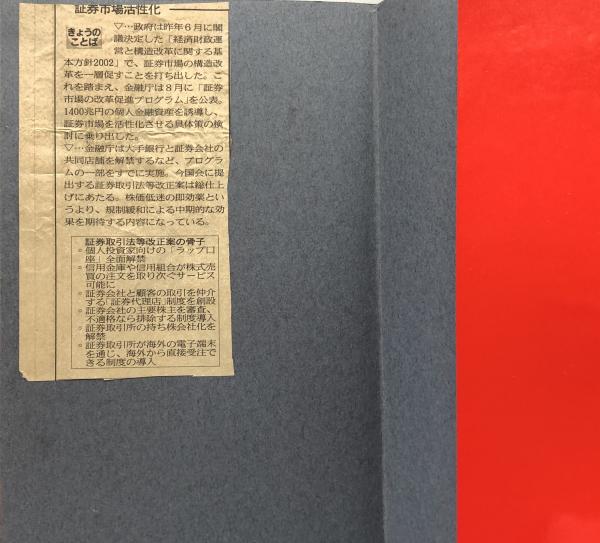 証券市場活性化
きょうの
ことば
▽…政府は昨年６月に閣
議決定した「経済財政運
営と構造改革に関する基
本方針2002」で、証券市場の構造改
革を一層促すことを打ち出した。こ
れを踏まえ、金融庁は８月に「証券
市場の改革促進プログラム」を公表。
1400兆円の個人金融資産を誘導し、
証券市場を活性化させる具体策の検
討に乗り出した。
▽…金融庁は大手銀行と証券会社の
共同店舗を解禁するなど、プログラ
ムの一部をすでに実施。今国会に提
出する証券取引法等改正案は総仕上
げにあたる。株価低迷の即効薬とい
うより、規制緩和による中期的な効
果を期待する内容になっている。
証券取引法等改正案の骨子
◦個人投資家向けの「ラップ口
座」全面解禁
◦信用金庫や信用組合が株式売
買の注文を取り次ぐサービス
可能に
◦証券会社と顧客の取引を仲介
する「証券代理店」制度を創設
◦証券会社の主要株主を審査、
不適格なら排除する制度導入
◦証券取引所の持ち株会社化を
解禁
◦証券取引所が海外の電子端末
を通じ、海外から直接受注で
きる制度の導入